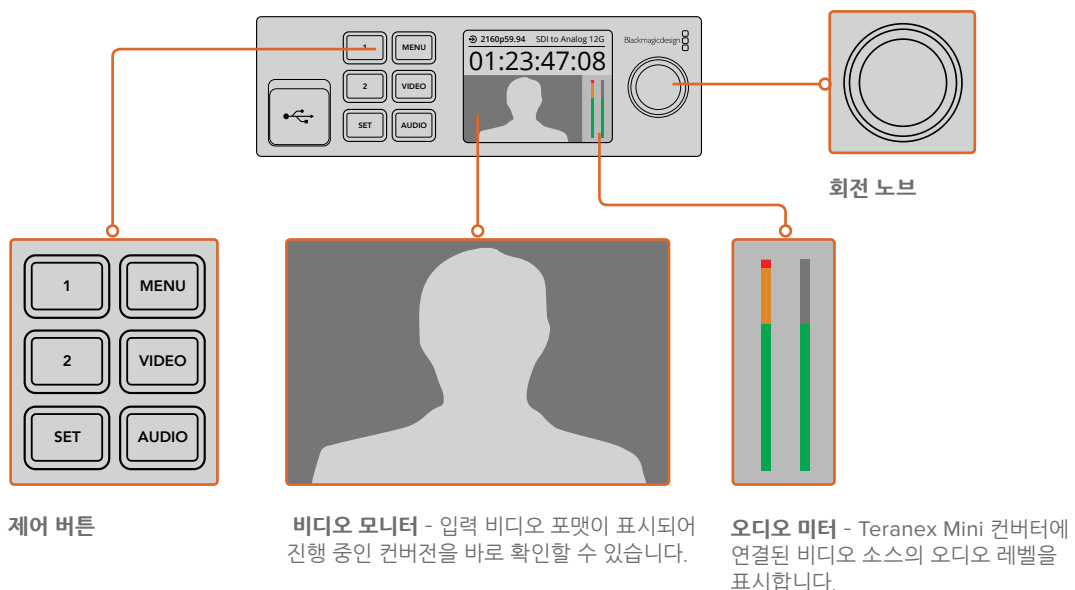 1 MENU
2160p59.94 SDI to Analog 12G
Blackmagicdesign
01:23:47:08
2 VIDEO
SET AUDIO
회전 노브
1 MENU
2 VIDEO
SET AUDIO
제어 버튼
비디오 모니터 - 입력 비디오 포맷이 표시되어
진행 중인 컨버전을 바로 확인할 수 있습니다.
오디오 미터 - Teranex Mini 컨버터에
연결된 비디오 소스의 오디오 레벨을
표시합니다.